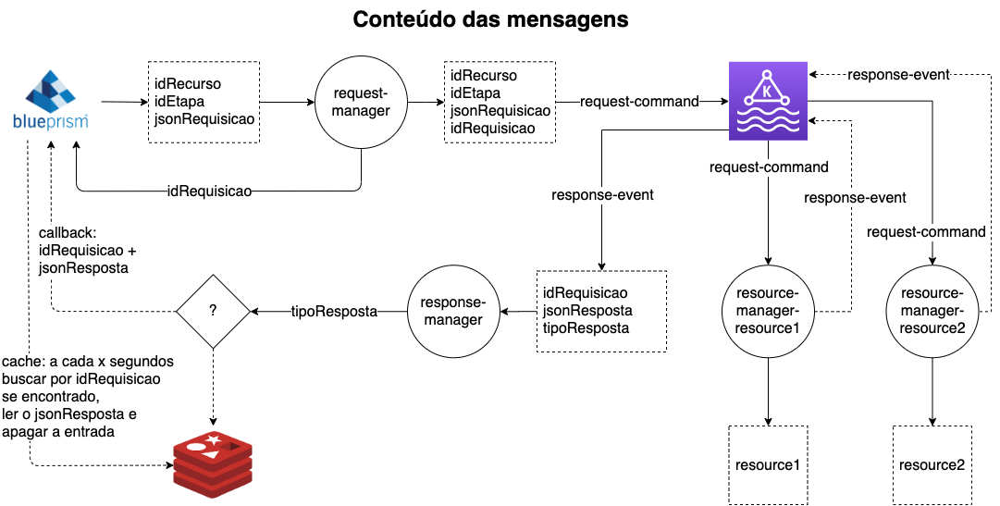 Conteúdo das mensagens
blueprism
idRecurso
idEtapa
jsonRequisicao
request-
manager
idRecurso
idEtapa
jsonRequisicao
idRequisicao
request-command
K
response-event
idRequisicao
request-command
response-event
response-event
request-command
callback:
idRequisicao +
jsonResposta
?
tipoResposta
response-
manager
idRequisicao
jsonResposta
tipoResposta
resource-
manager-
resource1
resource-
manager-
resource2
cache: a cada x segundos
buscar por idRequisicao
se encontrado,
ler o jsonResposta e
apagar a entrada
resource1
resource2